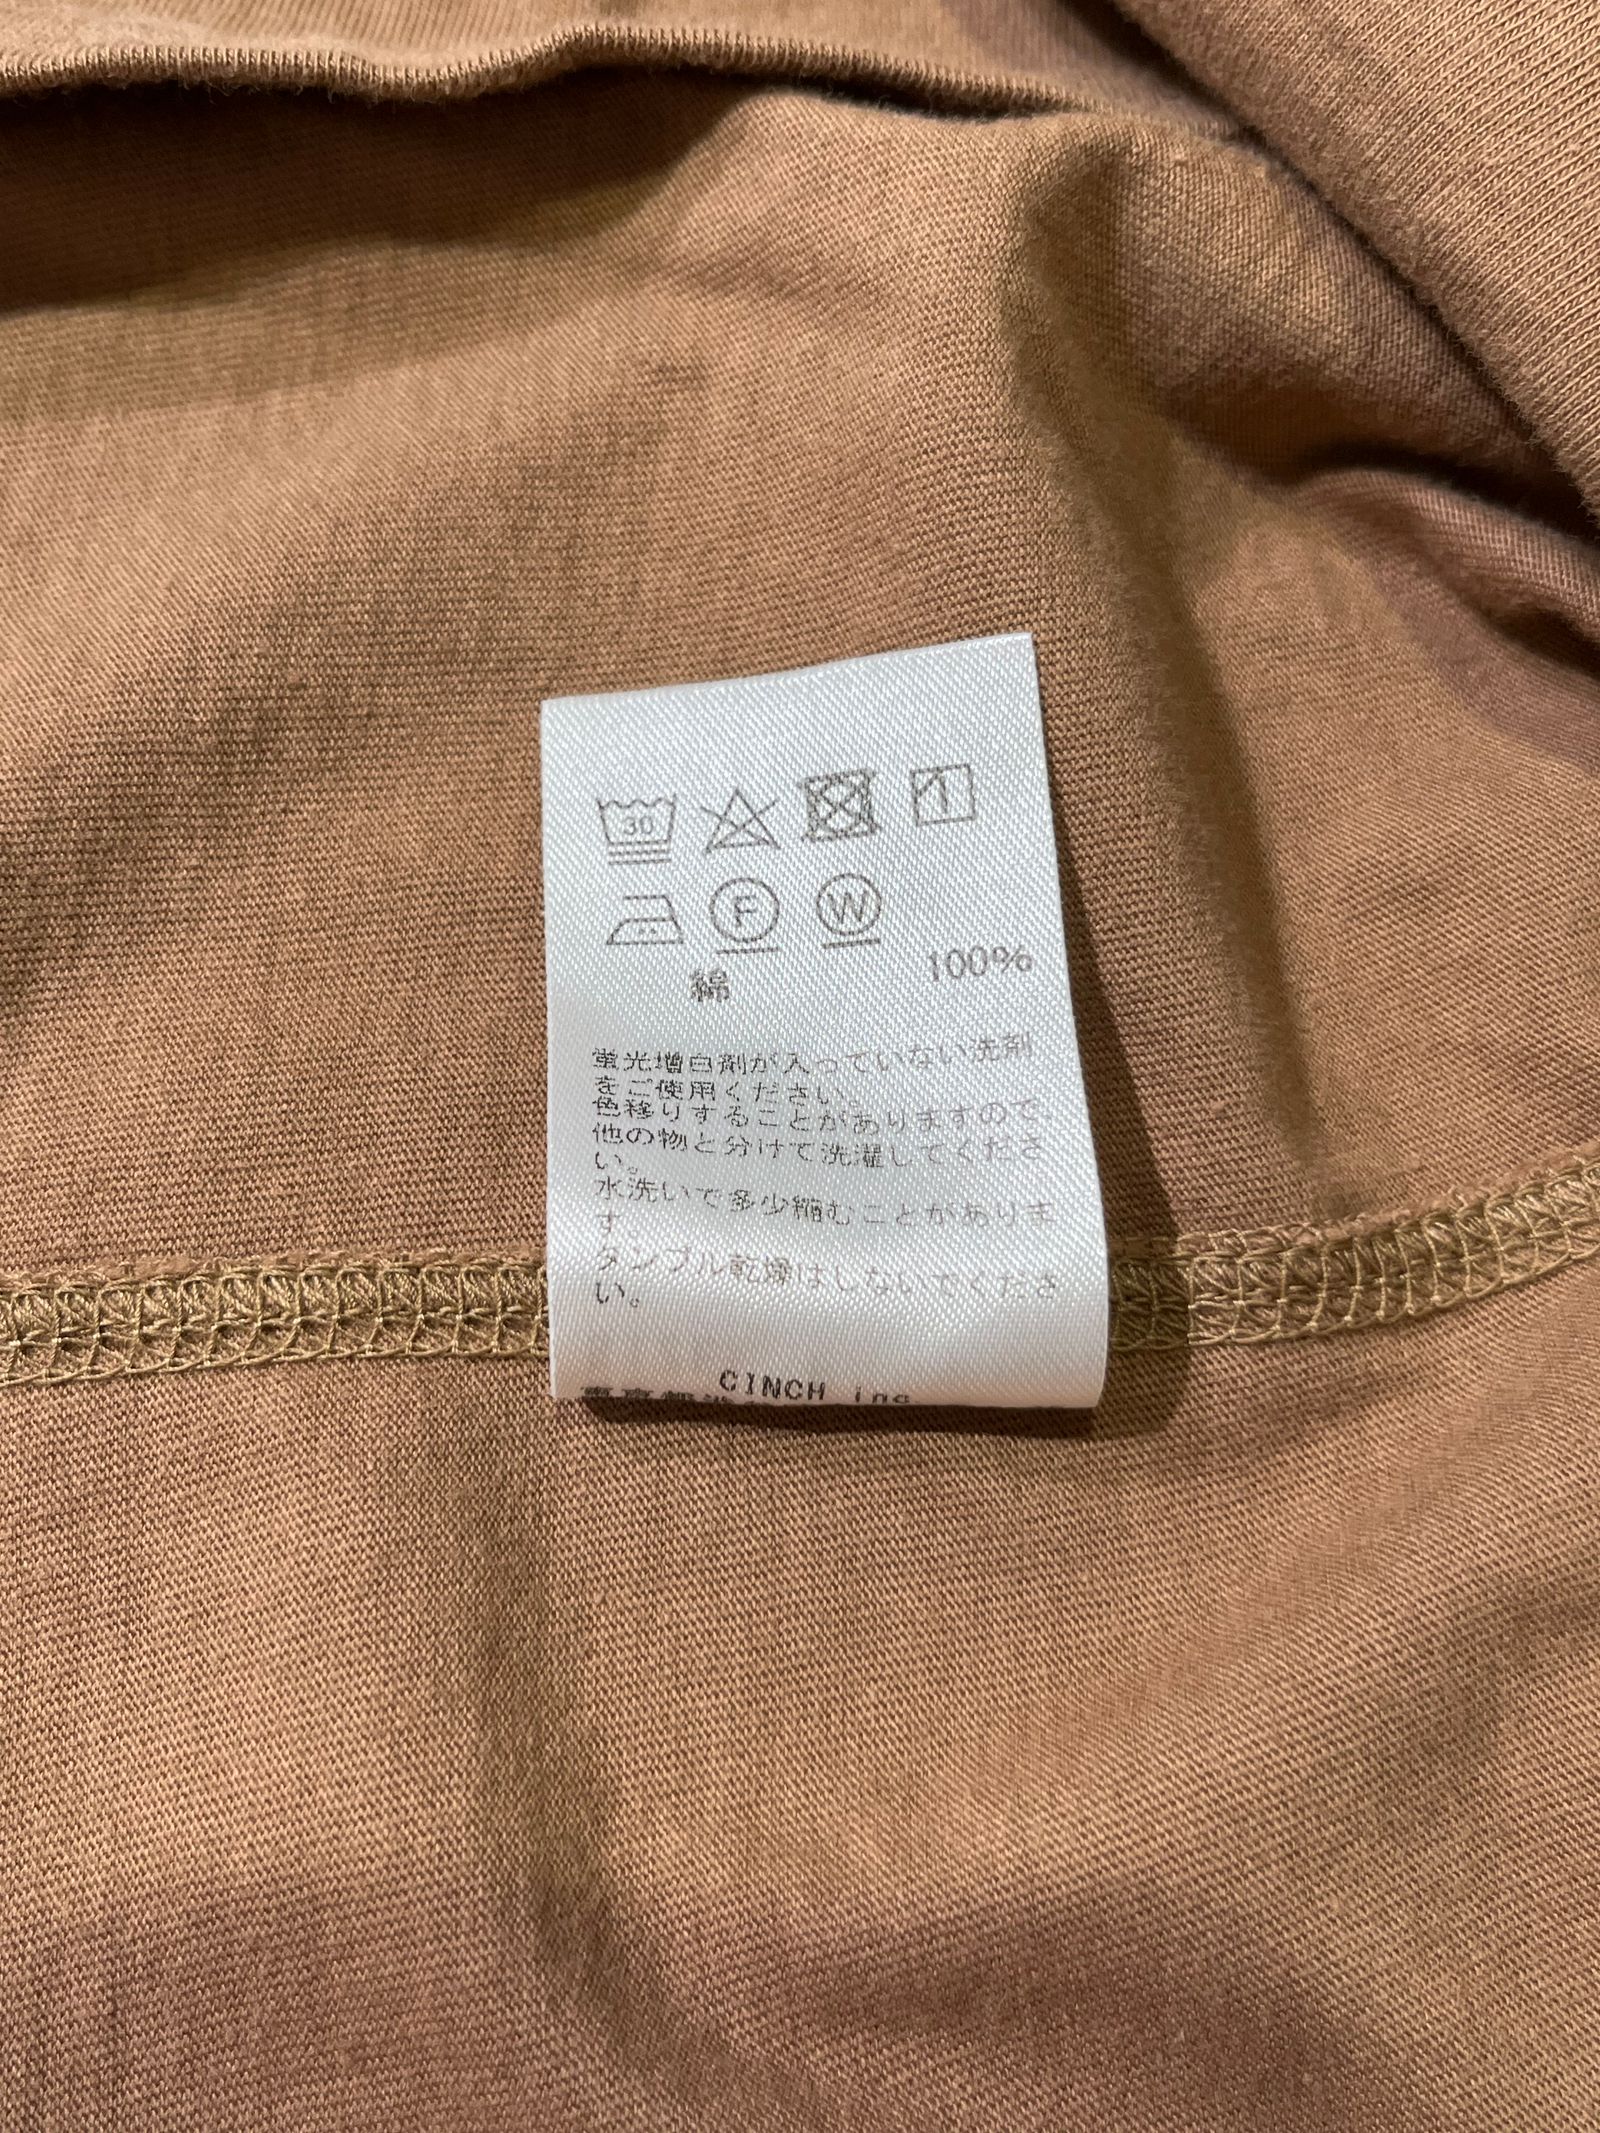 30
F W
綿 100%
蛍光増白剤が入っていない洗剤
をご使用ください。
色移りすることがありますので
他の物と分けて洗濯してくださ
い。
水洗いで多少縮むことがありま
す。
タンブル乾燥はしないでくださ
い。
CINCH inc.